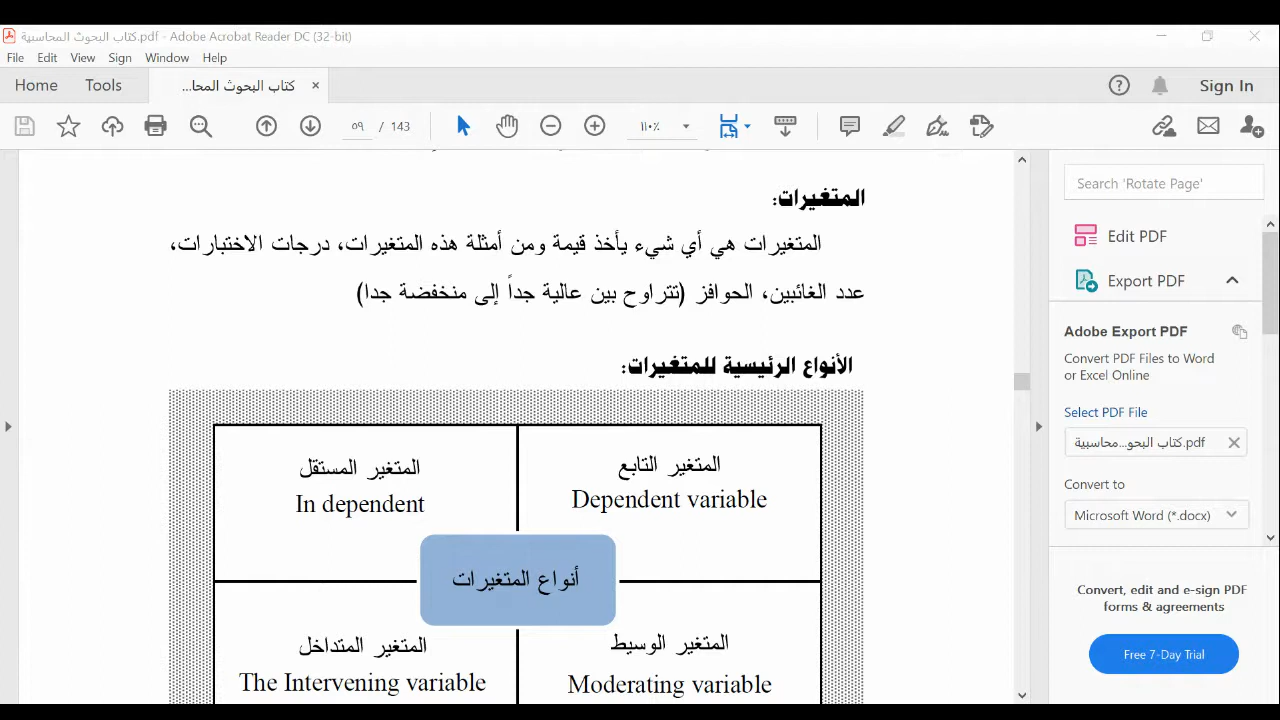 كتاب البحوث المحاسبية.pdf - Adobe Acrobat Reader DC (32-bit)
File Edit View Sign Window Help
Home Tools كتاب البحوث المحا... × Sign In
٥٩ / 143 ١١٠٪
المتغيرات:
المتغيرات هي أي شيء يأخذ قيمة ومن أمثلة هذه المتغيرات، درجات الاختبارات،
عدد الغائبين، الحوافز (تتراوح بين عالية جداً إلى منخفضة جدا)
الأنواع الرئيسية للمتغيرات:
المتغير التابع
Dependent variable
المتغير المستقل
In dependent
أنواع المتغيرات
المتغير الوسيط
Moderating variable
المتغير المتداخل
The Intervening variable
Search 'Rotate Page'
Edit PDF
Export PDF
Adobe Export PDF
Convert PDF Files to Word
or Excel Online
Select PDF File
كتاب البحو...محاسبية.pdf
Convert to
Microsoft Word (*.docx)
Convert, edit and e-sign PDF
forms & agreements
Free 7-Day Trial